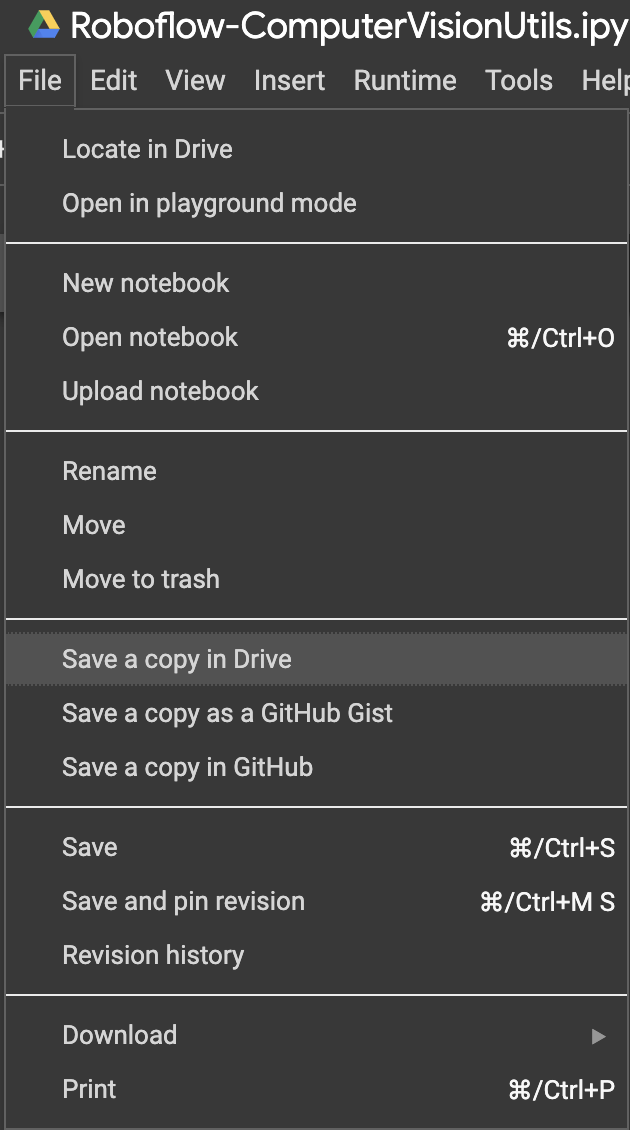 Roboflow-ComputerVisionUtils.ipy
File Edit View Insert Runtime Tools Help
Locate in Drive
Open in playground mode
New notebook
Open notebook ⌘/Ctrl+O
Upload notebook
Rename
Move
Move to trash
Save a copy in Drive
Save a copy as a GitHub Gist
Save a copy in GitHub
Save ⌘/Ctrl+S
Save and pin revision ⌘/Ctrl+M S
Revision history
Download ▶
Print ⌘/Ctrl+P